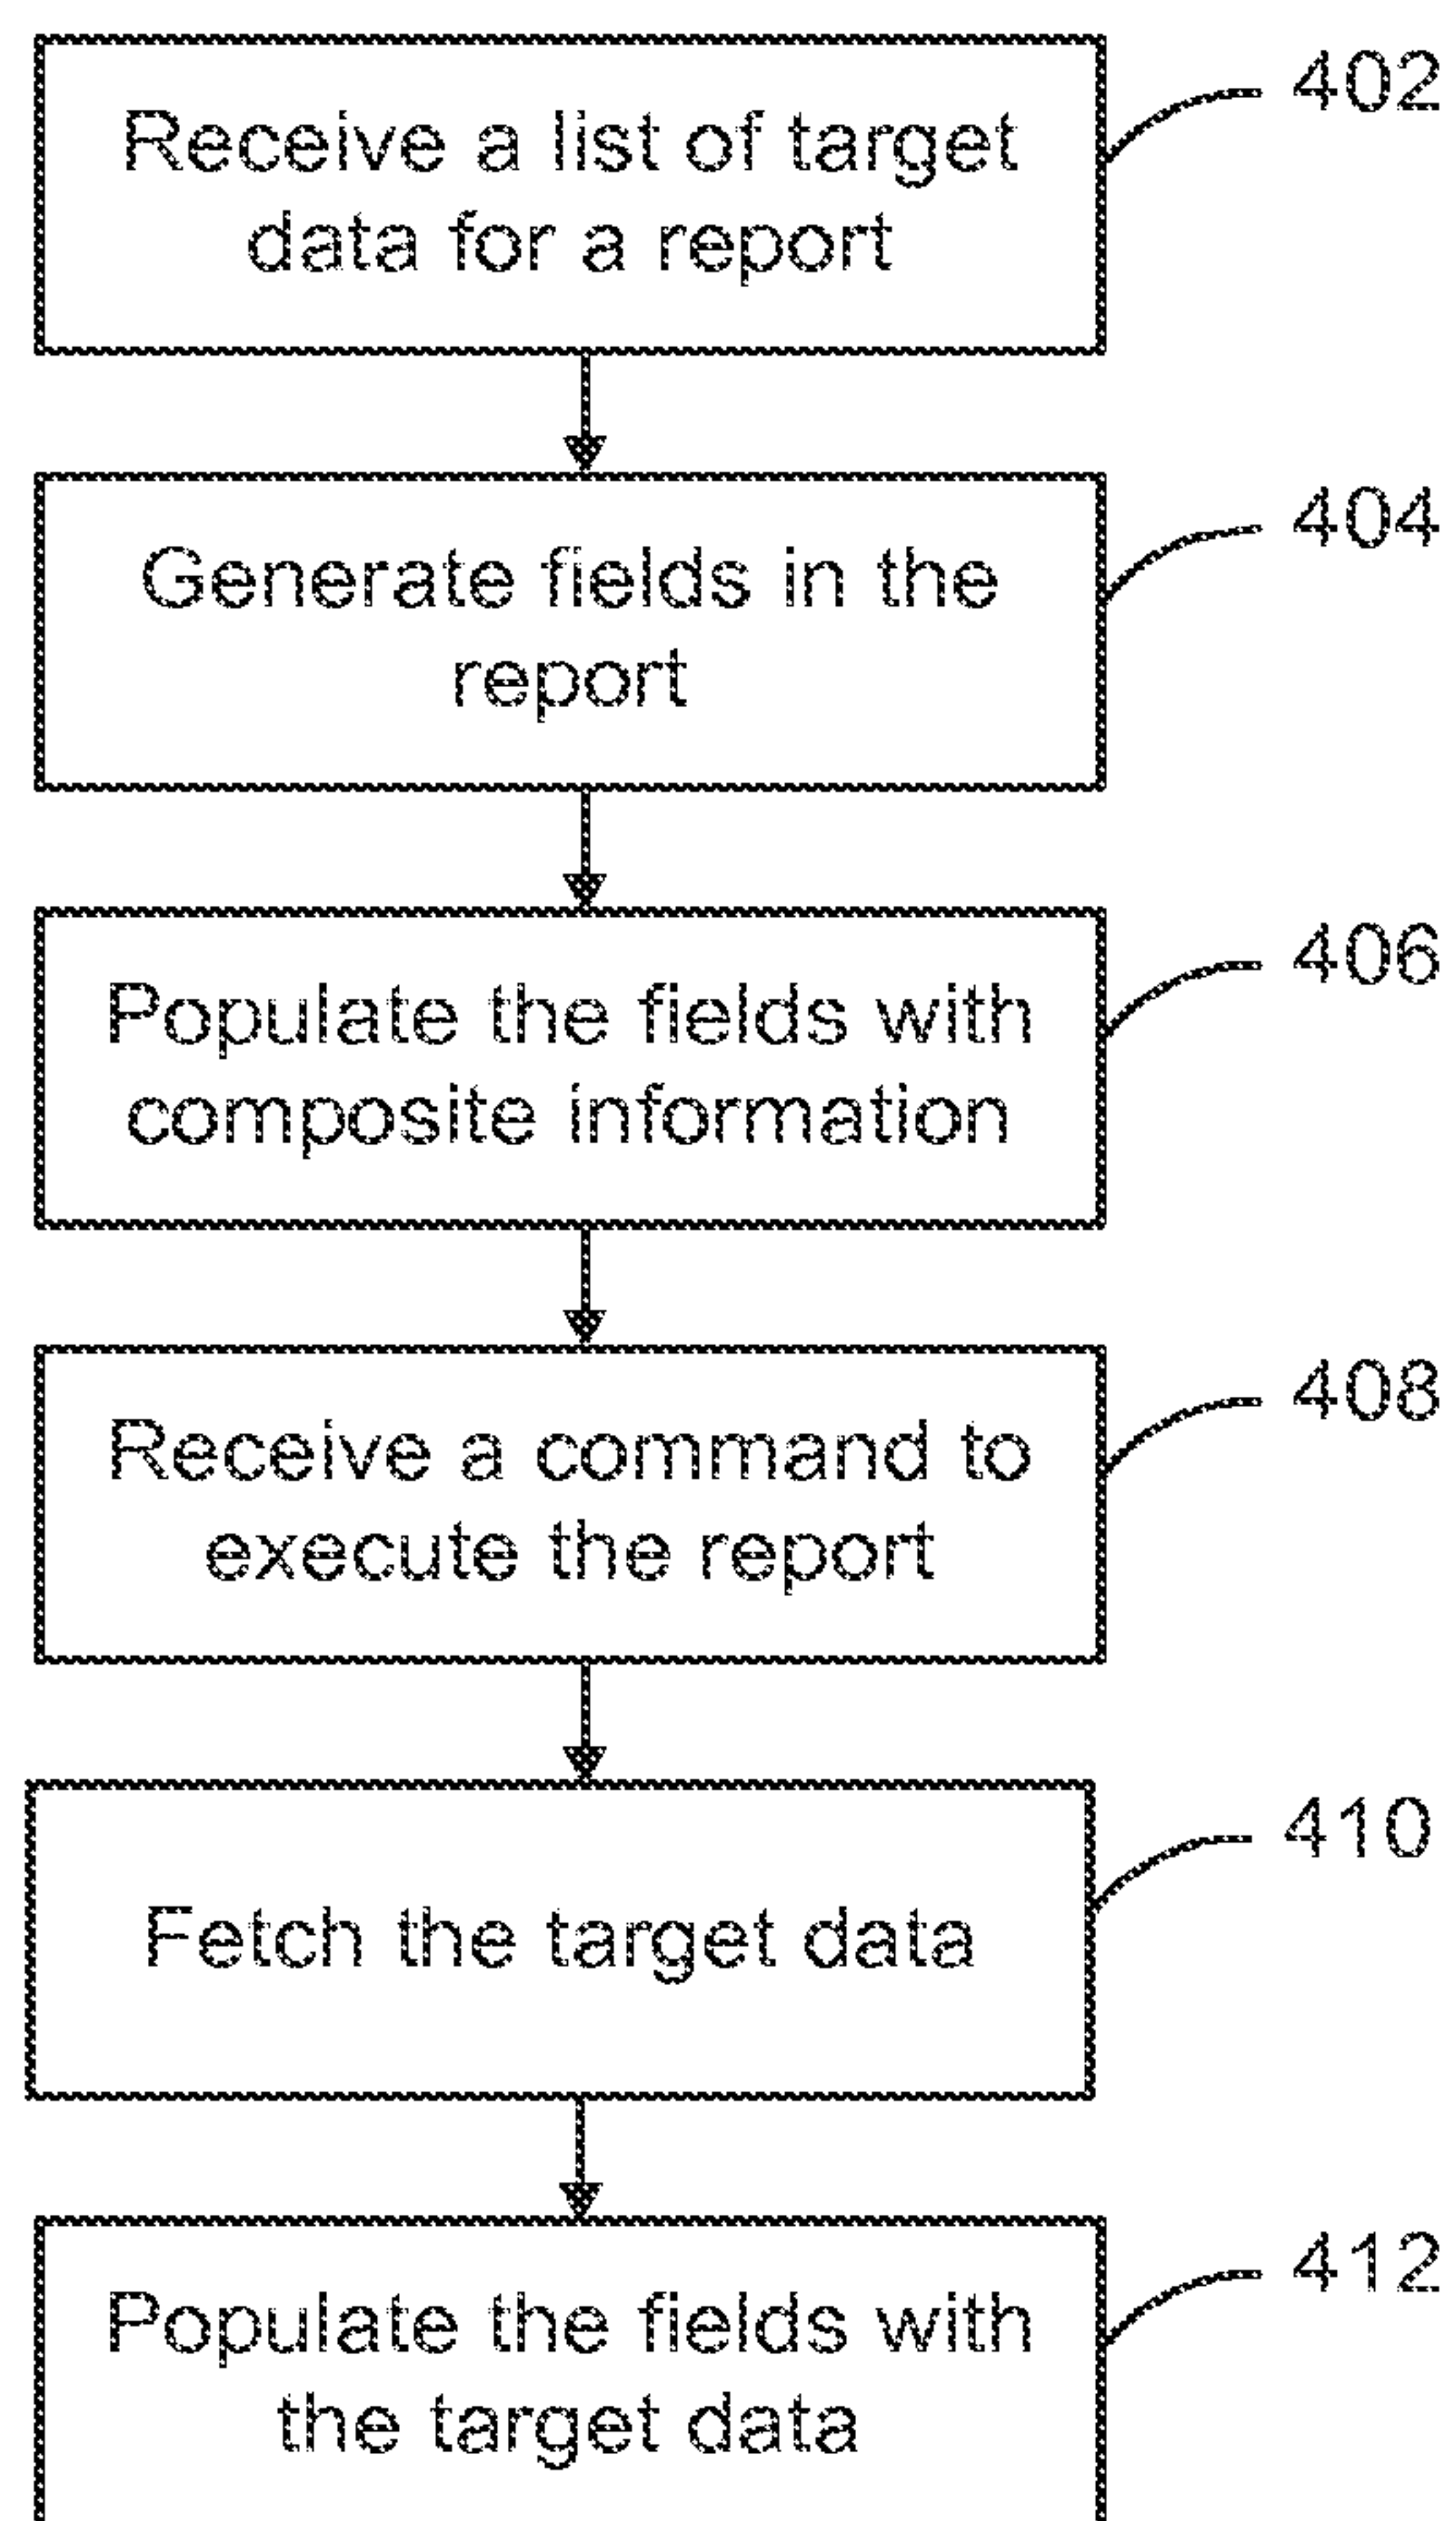 Receive a list of target
data for a report
402
Generate fields in the
report
404
Populate the fields with
composite information
406
Receive a command to
execute the report
408
Fetch the target data
410
Populate the fields with
the target data
412